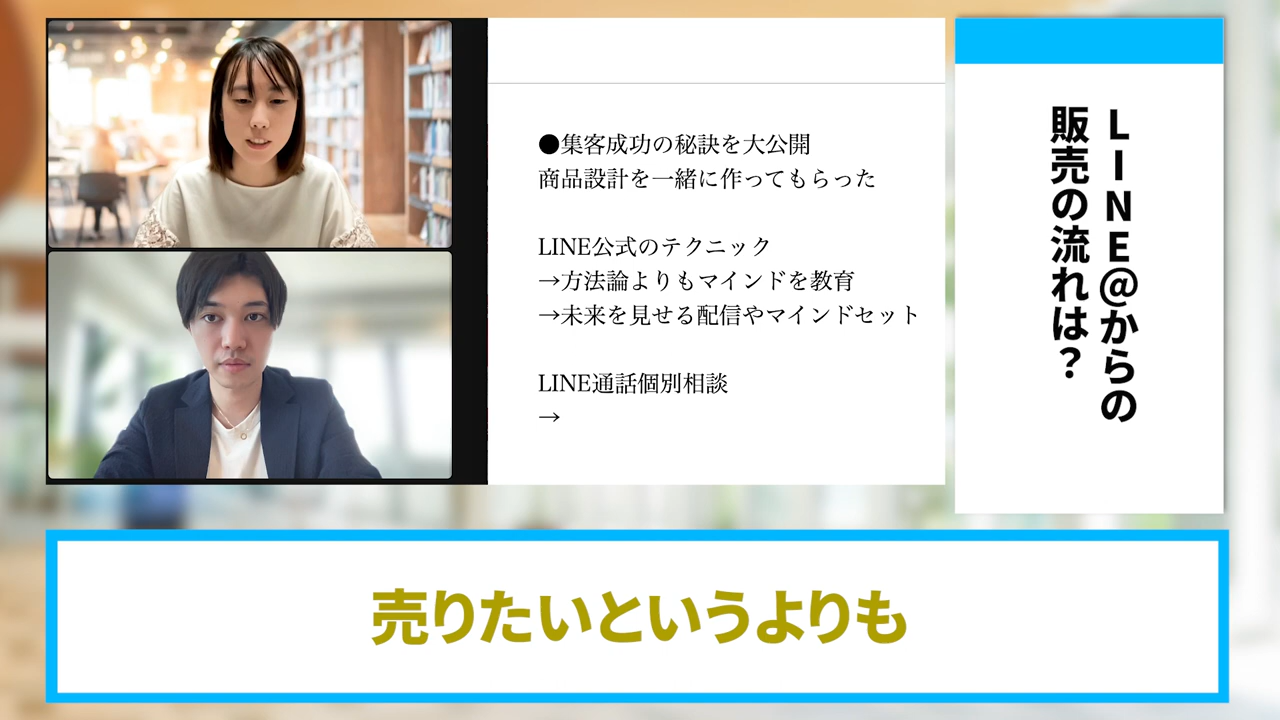 ●集客成功の秘訣を大公開
商品設計を一緒に作ってもらった
LINE公式のテクニック
→方法論よりもマインドを教育
→未来を見せる配信やマインドセット
LINE通話個別相談
→
LINE@からの
販売の流れは？
売りたいというよりも